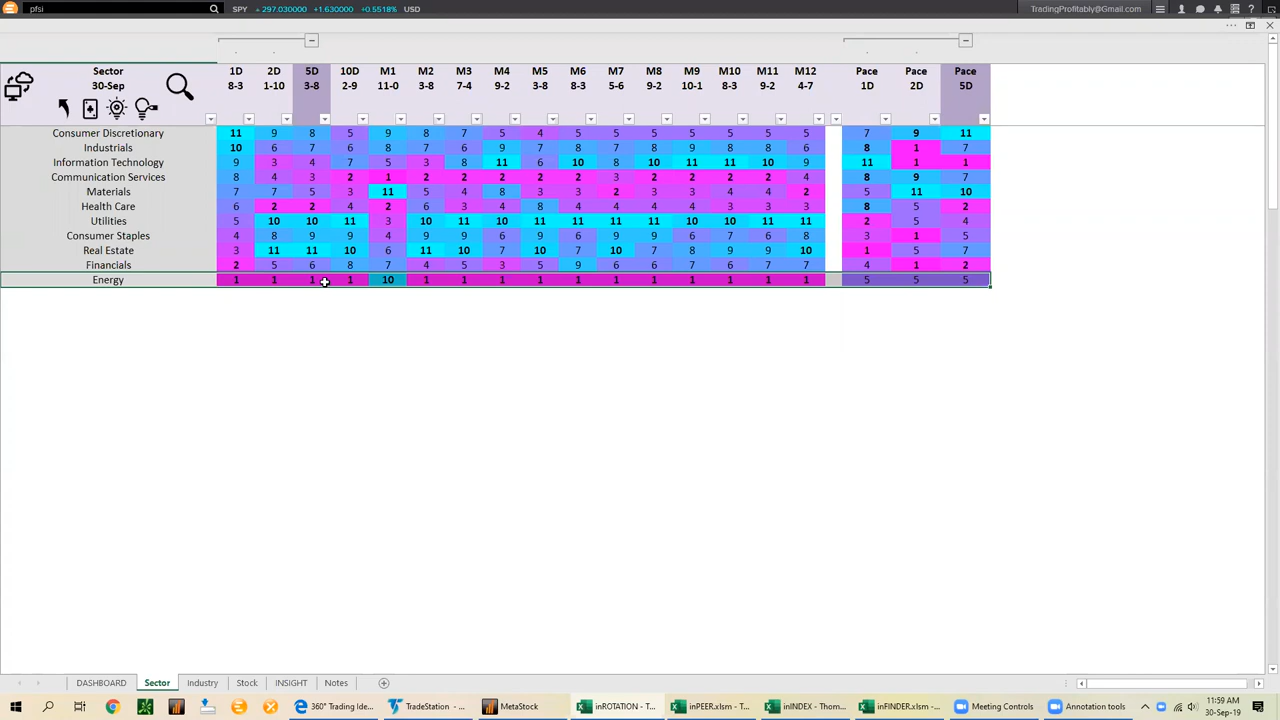 pfsi SPY + 297.030000 +1.630000 +0.5518% USD TradingProfitably@Gmail.com
Sector 1D 2D 5D 10D M1 M2 M3 M4 M5 M6 M7 M8 M9 M10 M11 M12 Pace Pace Pace
30-Sep 8-3 1-10 3-8 2-9 11-0 3-8 7-4 9-2 3-8 8-3 5-6 9-2 10-1 8-3 9-2 4-7 1D 2D 5D
Consumer Discretionary 11 9 8 5 9 8 7 5 4 5 5 5 5 5 5 5 7 9 11
Industrials 10 6 7 6 8 7 6 9 7 8 7 8 9 8 8 6 8 1 7
Information Technology 9 3 4 7 5 3 8 11 6 10 8 10 11 11 10 9 11 1 1
Communication Services 8 4 3 2 1 2 2 2 2 2 3 2 2 2 2 4 8 9 7
Materials 7 7 5 3 11 5 4 8 3 3 2 3 3 4 4 2 5 11 10
Health Care 6 2 2 4 2 6 3 4 8 4 4 4 4 3 3 3 8 5 2
Utilities 5 10 10 11 3 10 11 10 11 11 11 11 10 10 11 11 2 5 4
Consumer Staples 4 8 9 9 4 9 9 6 9 6 9 9 6 7 6 8 3 1 5
Real Estate 3 11 11 10 6 11 10 7 10 7 10 7 8 9 9 10 1 5 7
Financials 2 5 6 8 7 4 5 3 5 9 6 6 7 6 7 7 4 1 2
Energy 1 1 1 1 10 1 1 1 1 1 1 1 1 1 1 1 5 5 5
DASHBOARD Sector Industry Stock INSIGHT Notes
360° Trading Ide... TradeStation - ... MetaStock inROTATION - T... inPEER.xlsm - T... inINDEX - Thom... inFINDER.xlsm -... Meeting Controls Annotation tools 11:59 AM
30-Sep-19